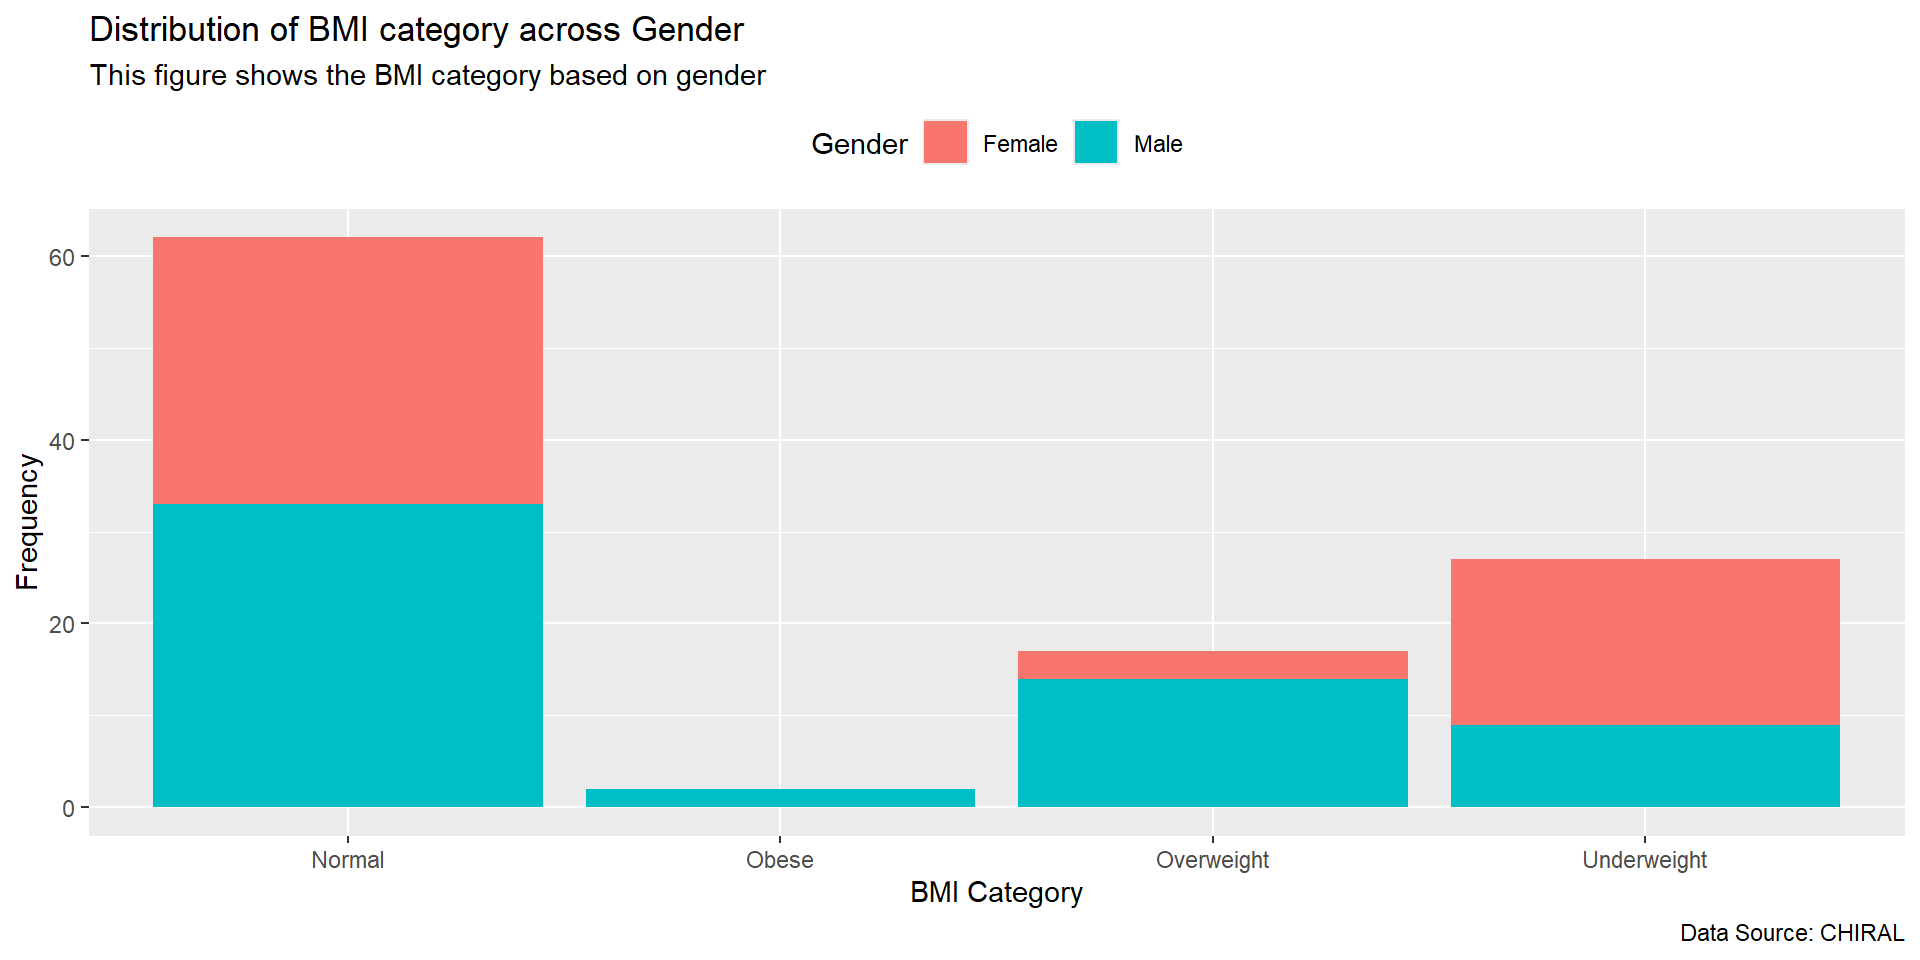 Distribution of BMI category across Gender
This figure shows the BMI category based on gender
Gender Female Male
Frequency
60
40
20
0
Normal Obese Overweight Underweight
BMI Category
Data Source: CHIRAL